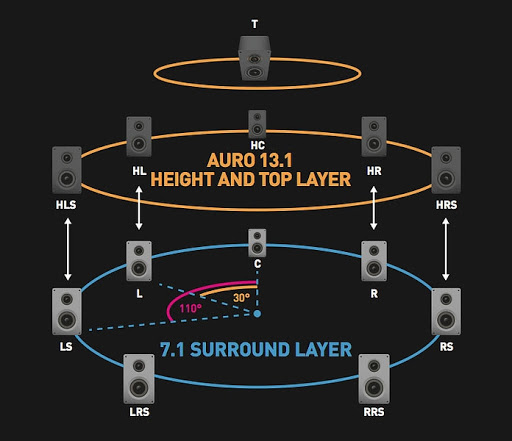 T
HC
HL
AURO 13.1
HEIGHT AND TOP LAYER
HR
HLS
HRS
C
L
R
30°
110°
LS
7.1 SURROUND LAYER
RS
LRS
RRS